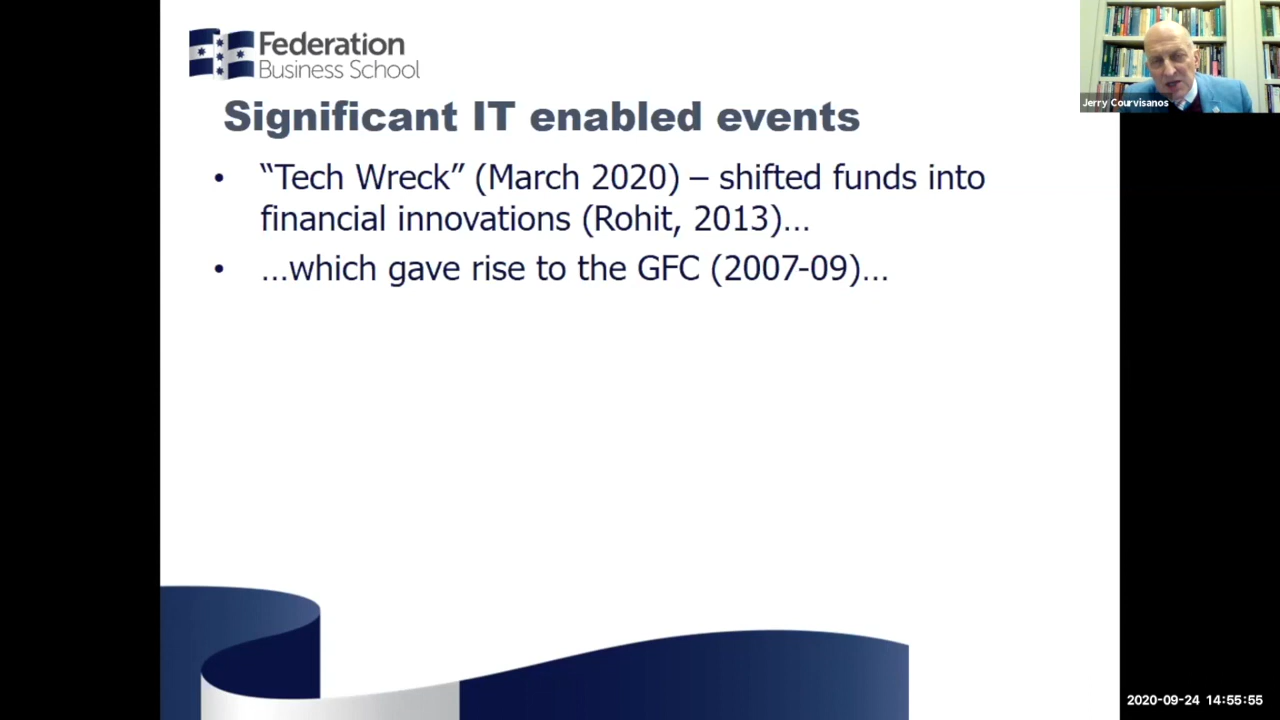 Federation
Business School
Jerry Courvisanos
Significant IT enabled events
• “Tech Wreck” (March 2020) – shifted funds into
financial innovations (Rohit, 2013)…
• …which gave rise to the GFC (2007-09)…
2020-09-24 14:55:55